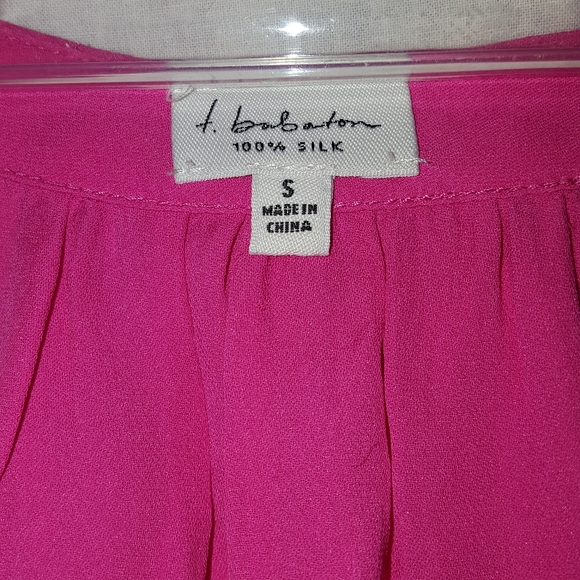 t. babaton
100% SILK
S
MADE IN
CHINA